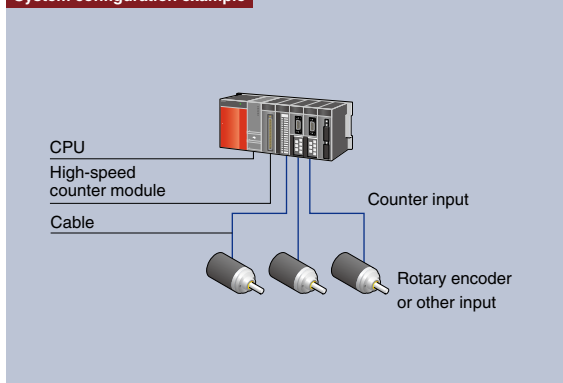 System configuration example
CPU
High-speed
counter module
Cable
Counter input
Rotary encoder
or other input